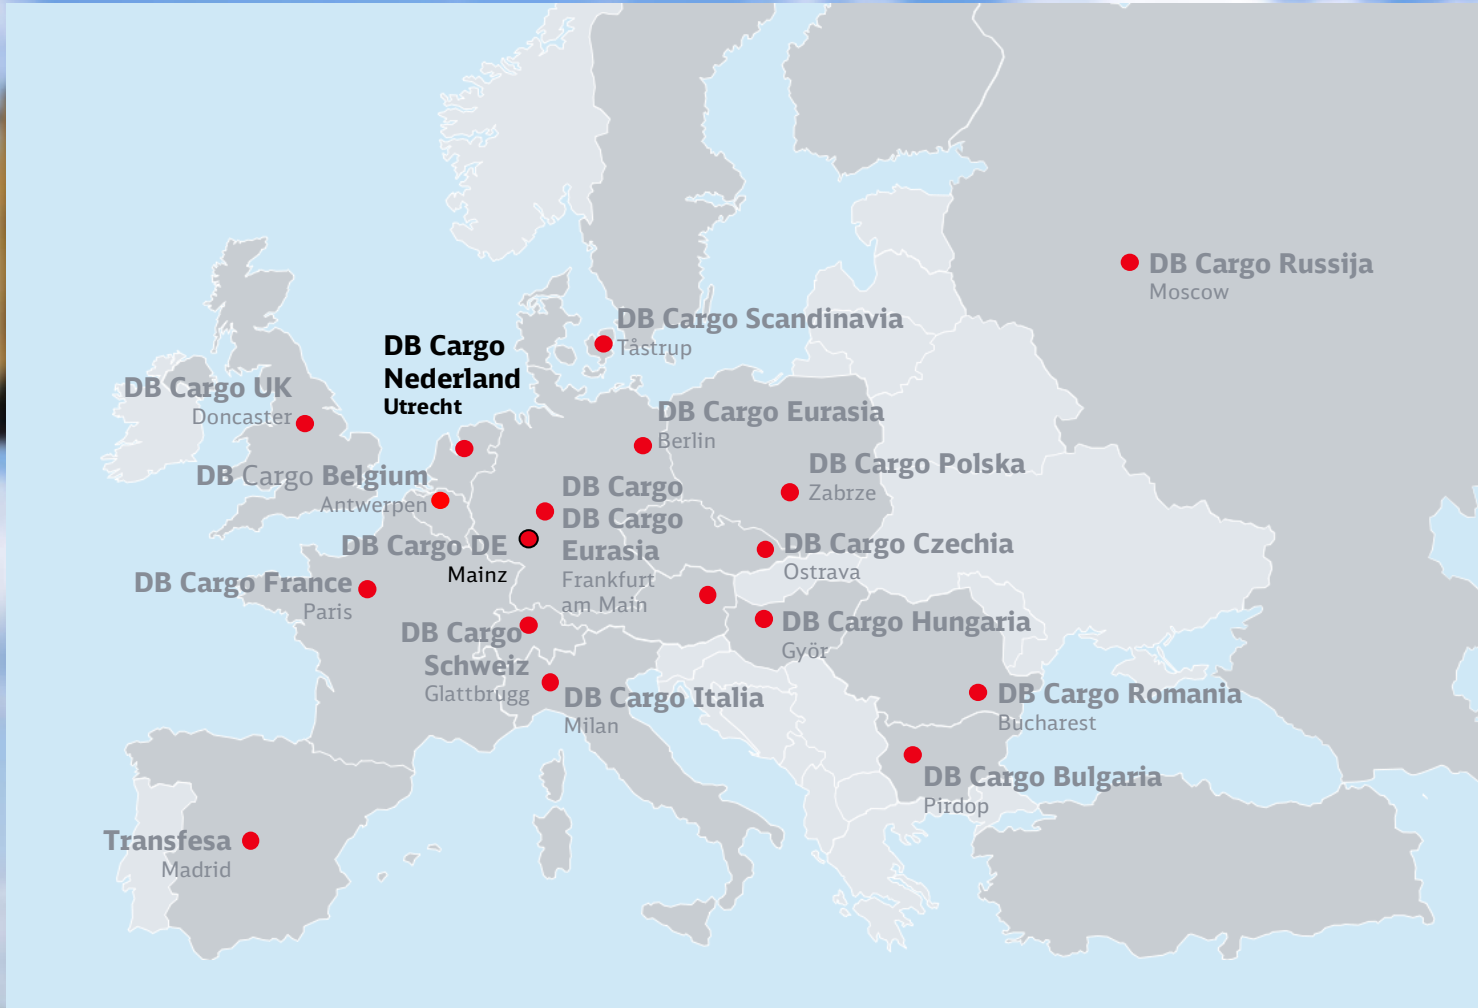 DB Cargo Russija
Moscow
DB Cargo Scandinavia
Tåstrup
DB Cargo
Nederland
Utrecht
DB Cargo UK
Doncaster
DB Cargo Eurasia
Berlin
DB Cargo Belgium
Antwerpen
DB Cargo Polska
Zabrze
DB Cargo
DB Cargo
Eurasia
Frankfurt
am Main
DB Cargo DE
Mainz
DB Cargo Czechia
Ostrava
DB Cargo France
Paris
DB Cargo Hungaria
Györ
DB Cargo
Schweiz
Glattbrugg
DB Cargo Italia
Milan
DB Cargo Romania
Bucharest
DB Cargo Bulgaria
Pirdop
Transfesa
Madrid